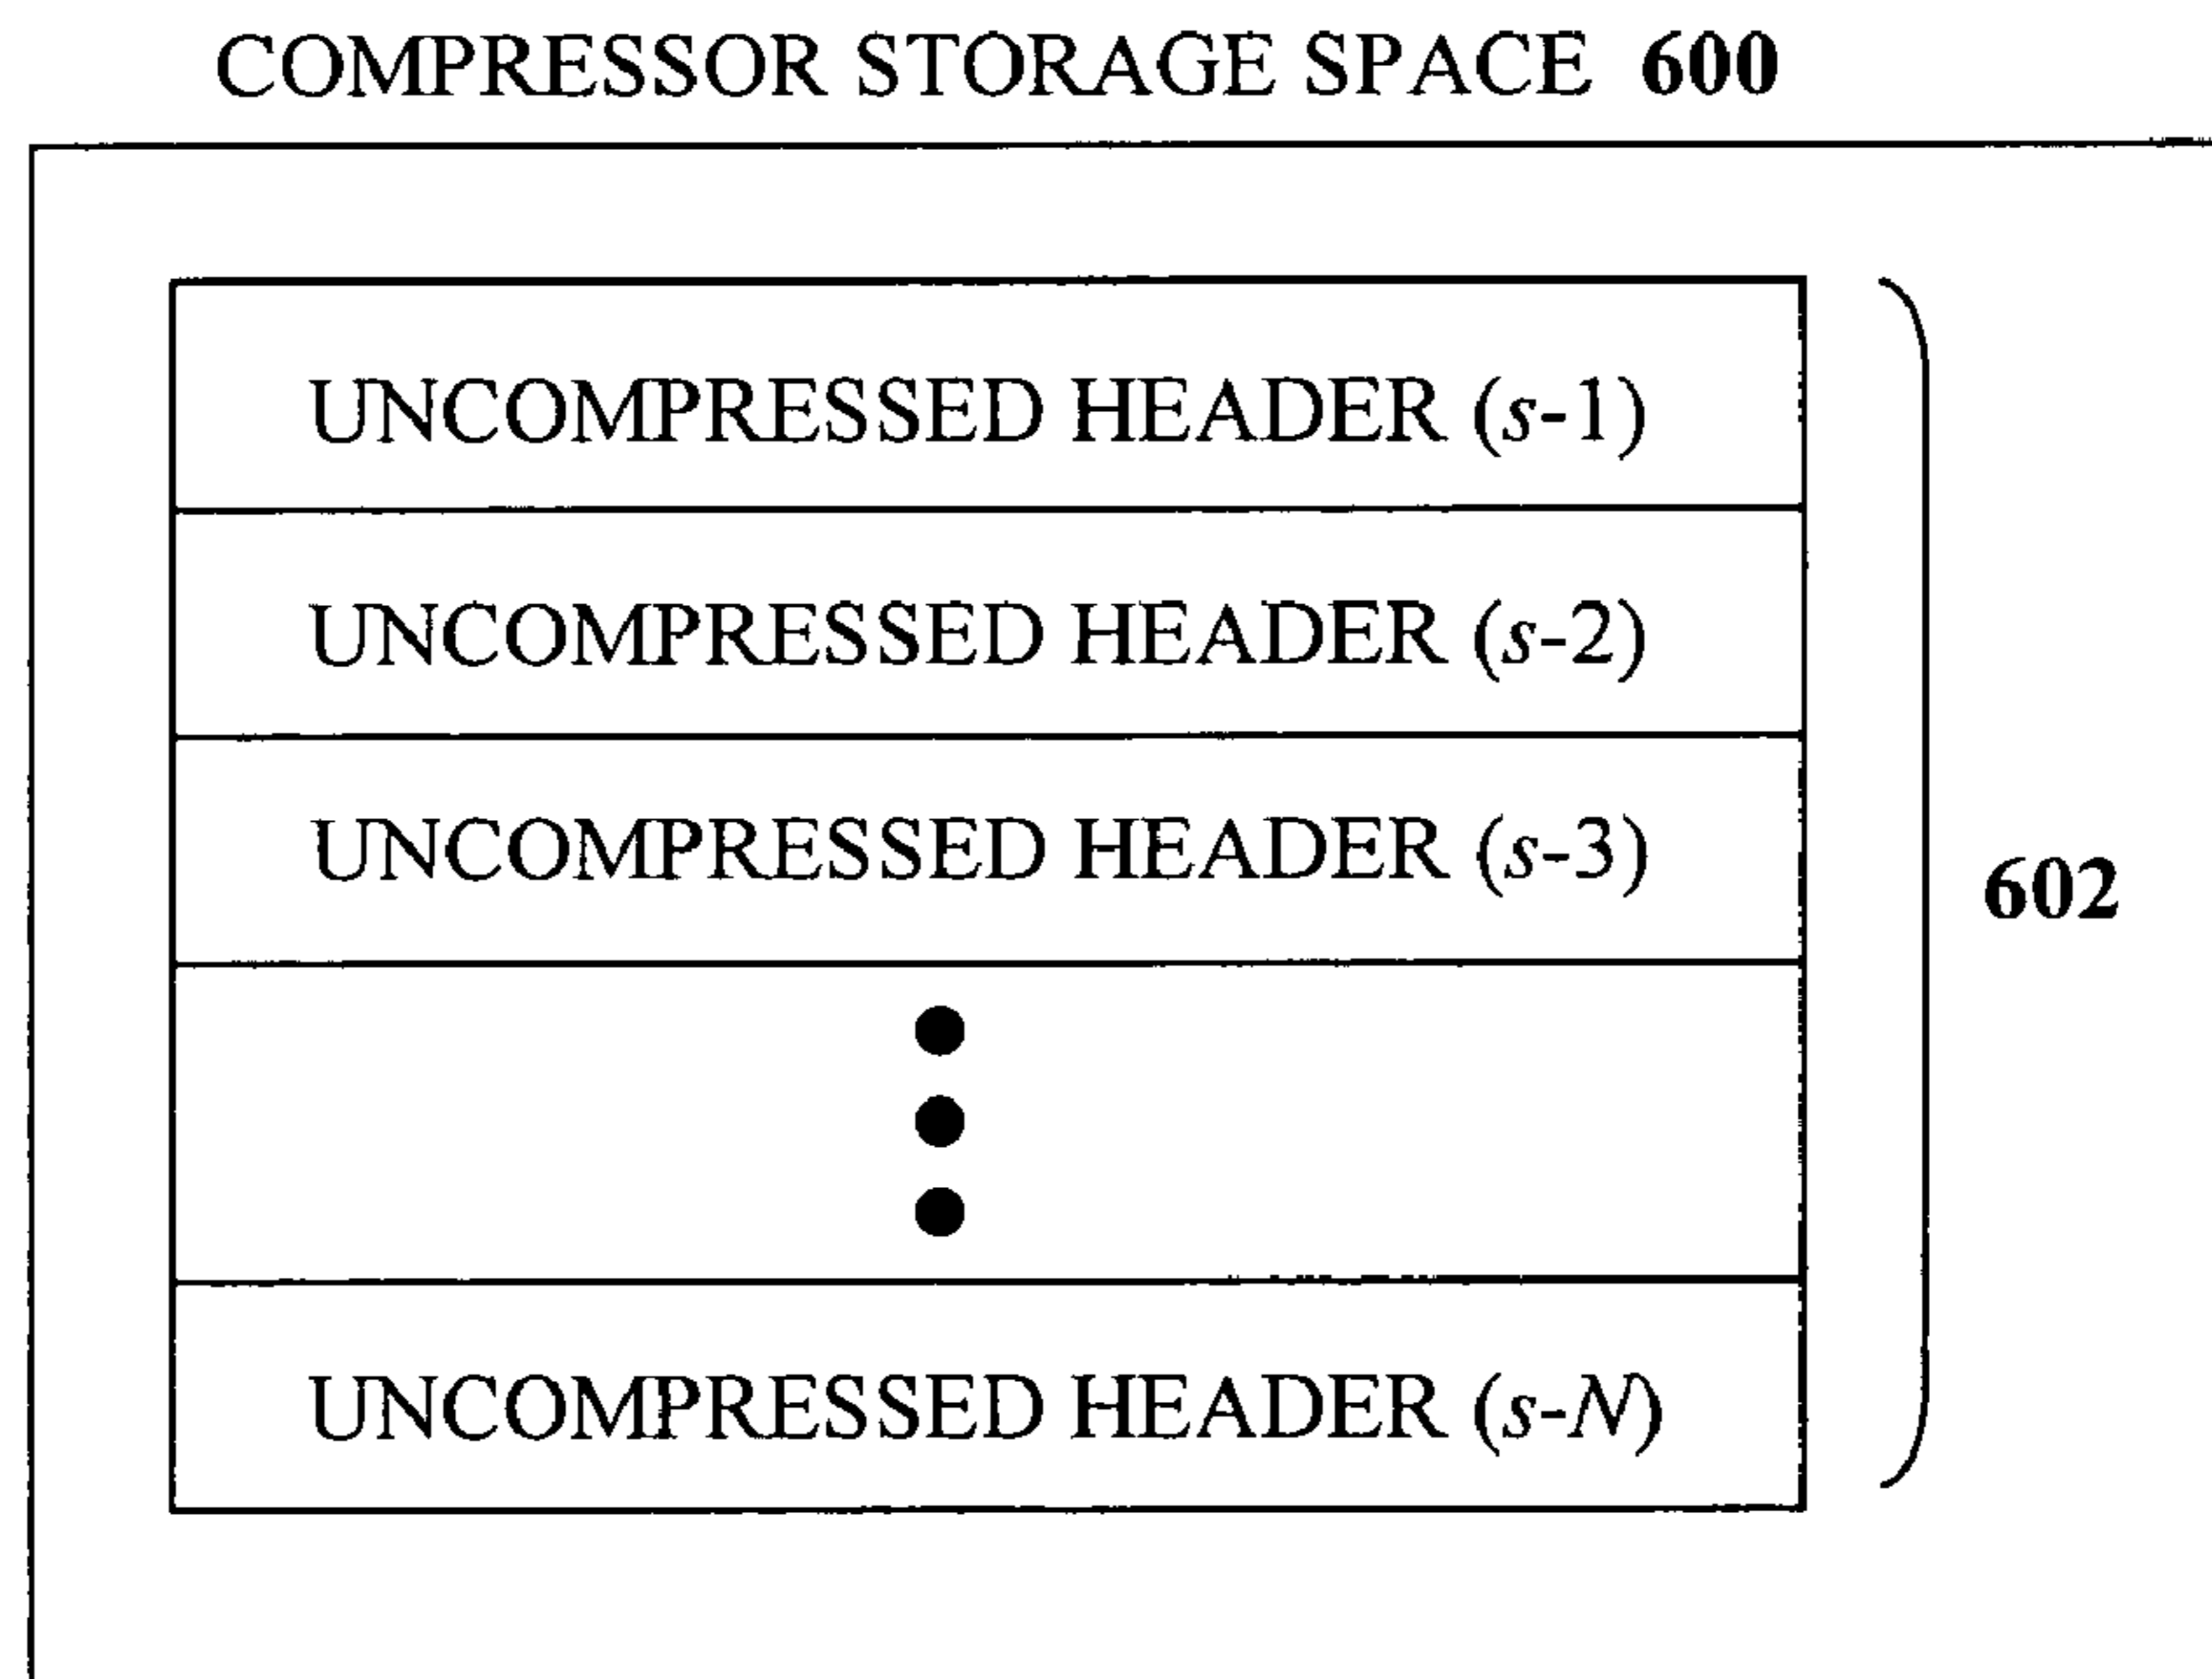 COMPRESSOR STORAGE SPACE 600
UNCOMPRESSED HEADER (s-1)
UNCOMPRESSED HEADER (s-2)
UNCOMPRESSED HEADER (s-3)
602
UNCOMPRESSED HEADER (s-N)